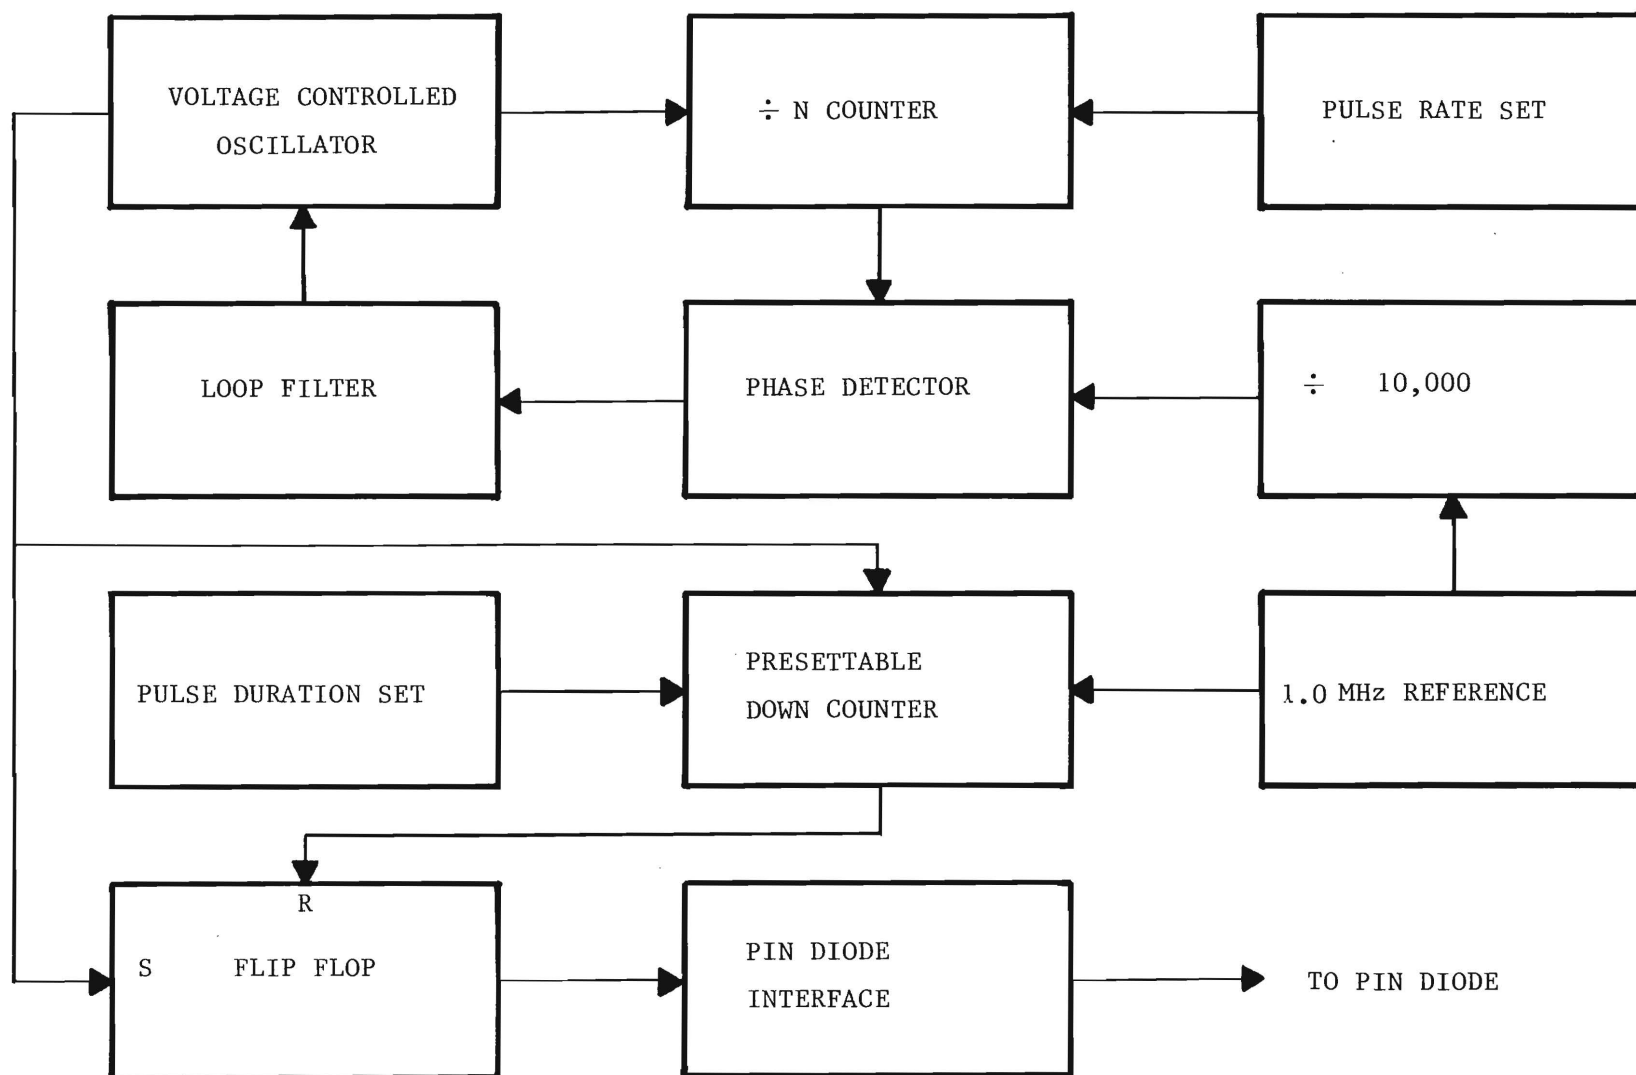 VOLTAGE CONTROLLED
OSCILLATOR
÷ N COUNTER
PULSE RATE SET
LOOP FILTER
PHASE DETECTOR
÷ 10,000
PULSE DURATION SET
PRESETTABLE
DOWN COUNTER
1.0 MHz REFERENCE
R
S FLIP FLOP
PIN DIODE
INTERFACE
TO PIN DIODE